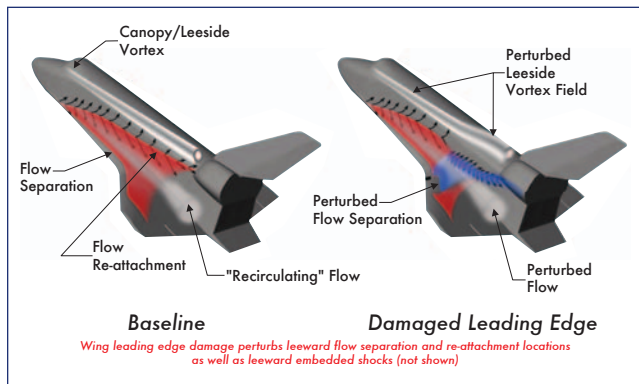 Canopy/Leeside
Vortex
Flow
Separation
Flow
Re-attachment
"Recirculating" Flow
Baseline
Perturbed
Leeside
Vortex Field
Perturbed
Flow Separation
Perturbed
Flow
Damaged Leading Edge
Wing leading edge damage perturbs leeward flow separation and re-attachment locations
as well as leeward embedded shocks (not shown)